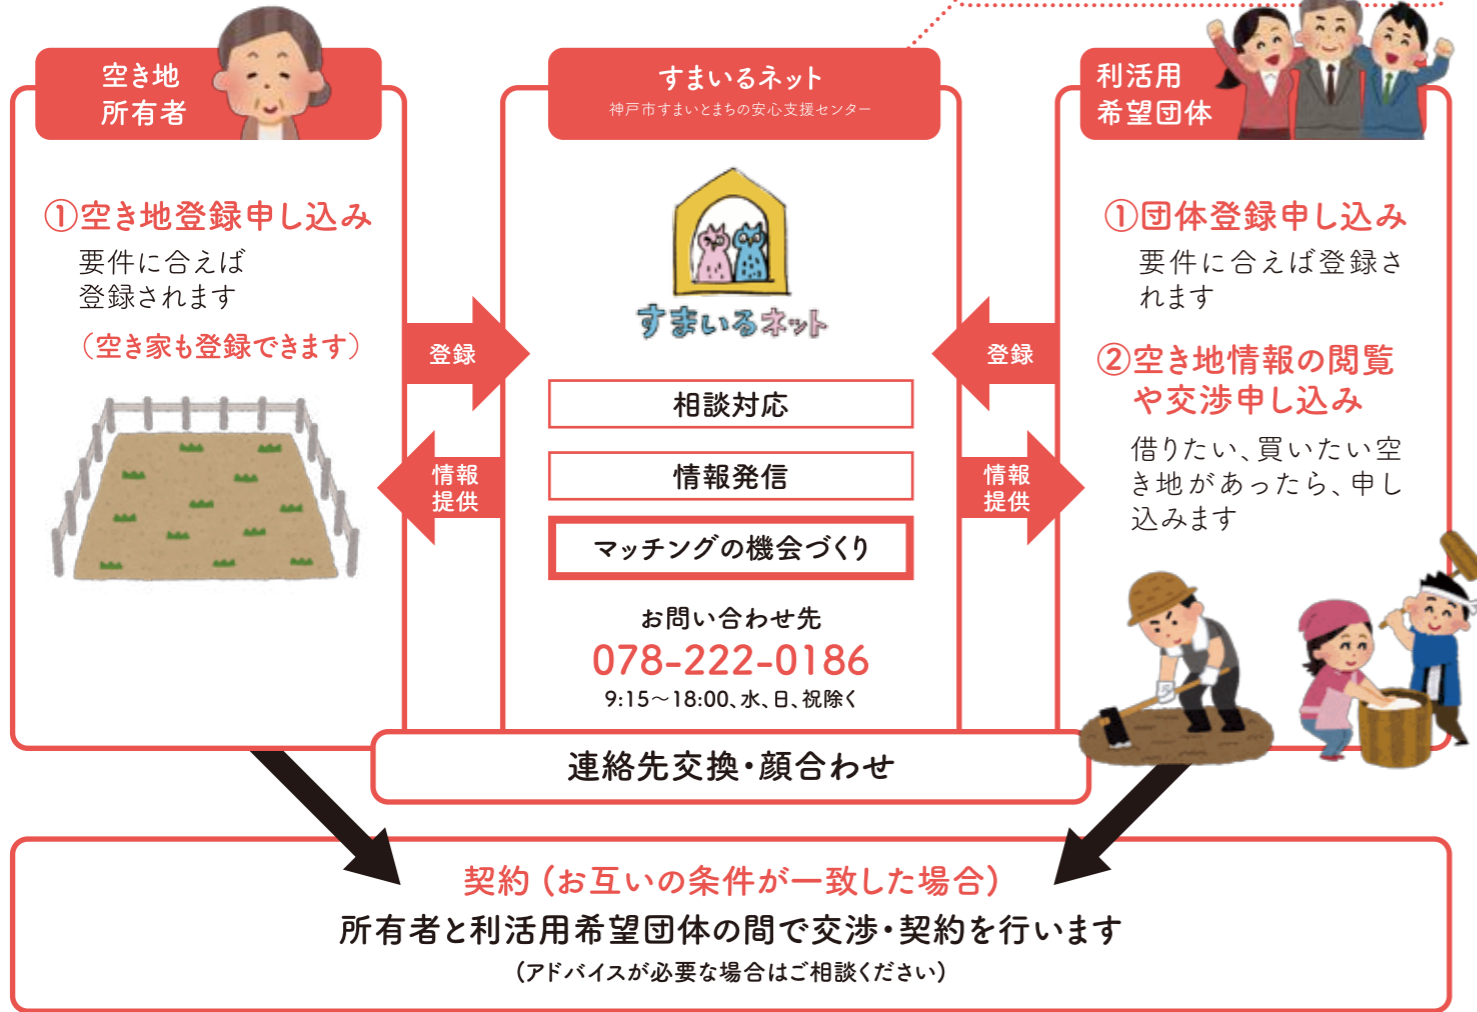 空き地
所有者
①空き地登録申し込み
要件に合えば
登録されます
（空き家も登録できます）
登録
情報
提供
すまいるネット
神戸市すまいとまちの安心支援センター
すまいるネット
相談対応
情報発信
マッチングの機会づくり
お問い合わせ先
078-222-0186
9:15～18:00、水、日、祝除く
登録
情報
提供
利活用
希望団体
①団体登録申し込み
要件に合えば登録さ
れます
②空き地情報の閲覧
や交渉申し込み
借りたい、買いたい空
き地があったら、申し
込みます
連絡先交換・顔合わせ
契約（お互いの条件が一致した場合）
所有者と利活用希望団体の間で交渉・契約を行います
（アドバイスが必要な場合はご相談ください）